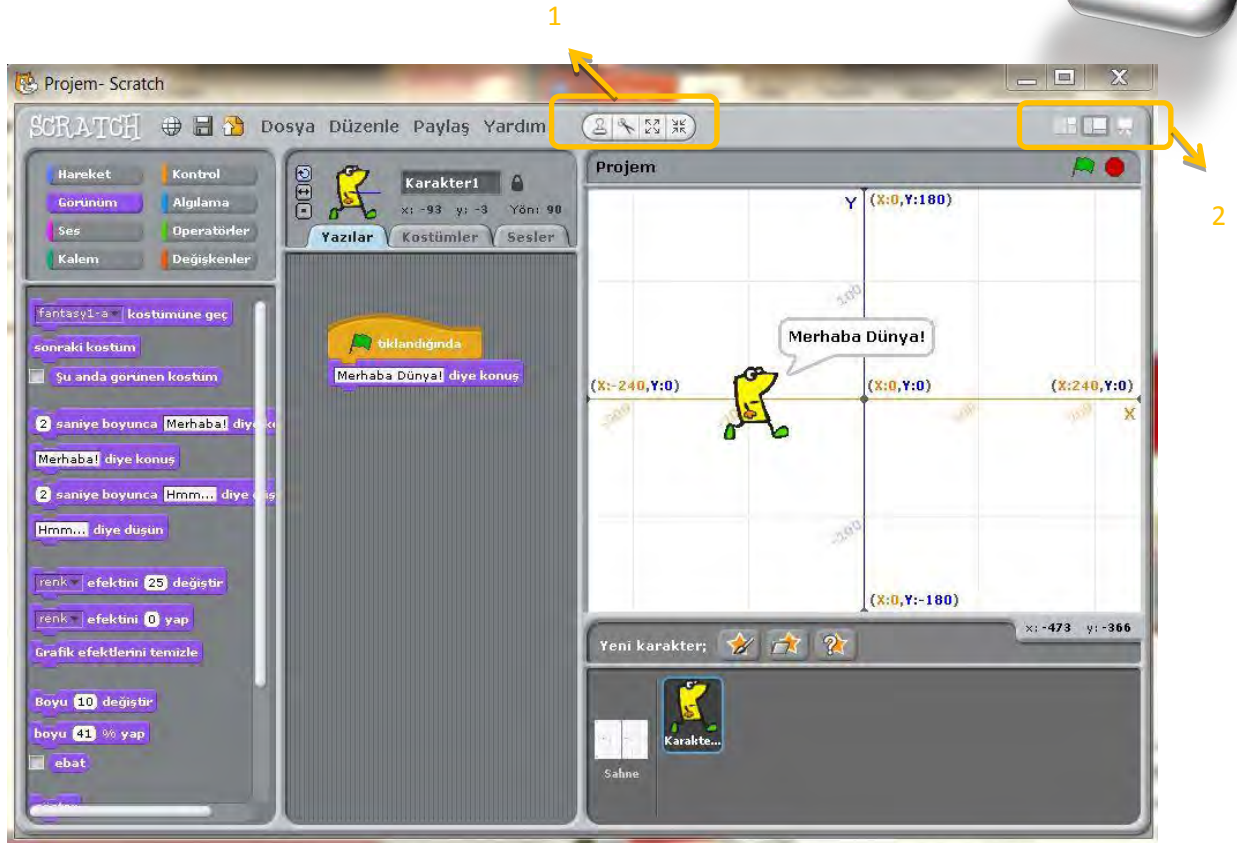 1
Projem- Scratch
SCRATCH Dosya Düzenle Paylaş Yardım
2
Hareket Kontrol
Görünüm Algılama
Ses Operatörler
Kalem Değişkenler
fantasy1-a kostümüne geç
sonraki kostüm
Şu anda görünen kostüm
2 saniye boyunca Merhaba! diye
Merhaba! diye konuş
2 saniye boyunca Hmm... diye
Hmm... diye düşün
renk efektini 25 değiştir
renk efektini 0 yap
Grafik efektlerini temizle
Boyu 10 değiştir
boyu 41 % yap
ebat
Karakter1
x: -93 y: -3 Yön: 90
Yazılar Kostümler Sesler
tıklandığında
Merhaba Dünya! diye konuş
Projem
Y (X:0,Y:180)
100
Merhaba Dünya!
(X:-240,Y:0) (X:0,Y:0) (X:240,Y:0)
X
-100
(X:0,Y:-180)
x: -473 y: -366
Yeni karakter;
Karakte...
Sahne